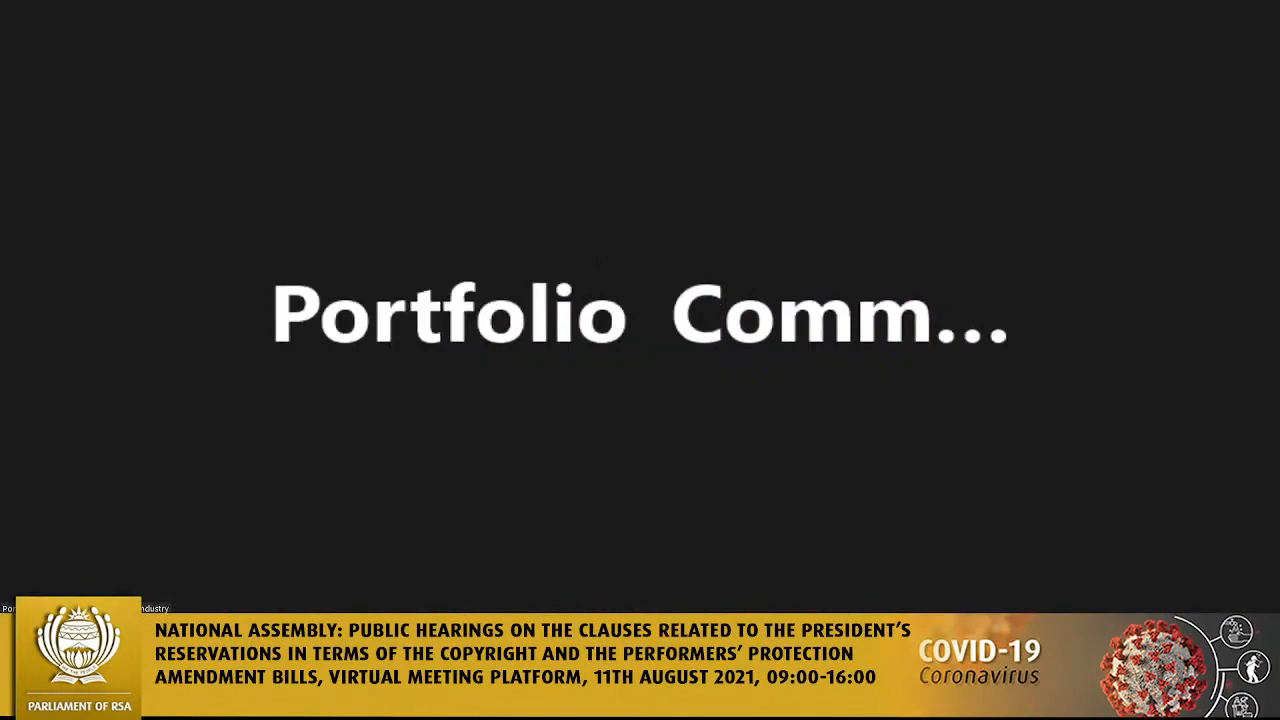 Portfolio Comm...
Por
ndustry
NATIONAL ASSEMBLY: PUBLIC HEARINGS ON THE CLAUSES RELATED TO THE PRESIDENT'S
RESERVATIONS IN TERMS OF THE COPYRIGHT AND THE PERFORMERS' PROTECTION
AMENDMENT BILLS, VIRTUAL MEETING PLATFORM, 11TH AUGUST 2021, 09:00-16:00
PARLIAMENT OF RSA
COVID-19
Coronavirus